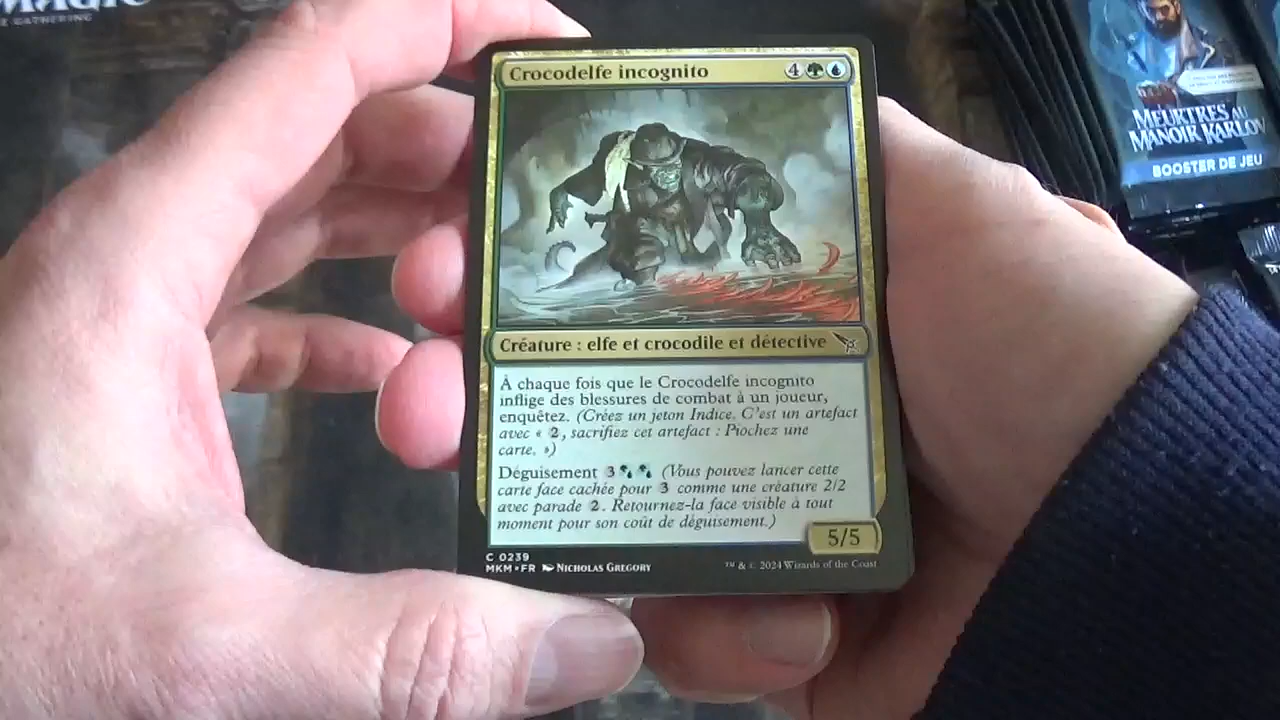 MAGIC
THE GATHERING
Crocodelfe incognito 4
Créature : elfe et crocodile et détective
À chaque fois que le Crocodelfe incognito
inflige des blessures de combat à un joueur,
enquêtez. (Créez un jeton Indice. C'est un artefact
avec « 2, sacrifiez cet artefact : Piochez une
carte. »)
Déguisement 3 (Vous pouvez lancer cette
carte face cachée pour 3 comme une créature 2/2
avec parade 2. Retournez-la face visible à tout
moment pour son coût de déguisement.)
5/5
C 0239
MKM • FR Nicholas Gregory
™ & © 2024 Wizards of the Coast
MEURTRES AU
MANOIR KARLOV
BOOSTER DE JEU